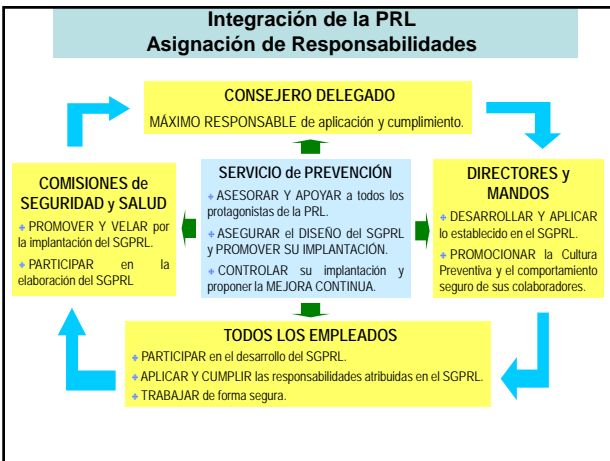 Integración de la PRL
Asignación de Responsabilidades
CONSEJERO DELEGADO
MÁXIMO RESPONSABLE de aplicación y cumplimiento.
COMISIONES de
SEGURIDAD y SALUD
PROMOVER Y VELAR por
la implantación del SGPRL.
PARTICIPAR en la
elaboración del SGPRL
SERVICIO de PREVENCIÓN
ASESORAR Y APOYAR a todos los
protagonistas de la PRL.
ASEGURAR el DISEÑO del SGPRL
y PROMOVER SU IMPLANTACIÓN.
CONTROLAR su implantación y
proponer la MEJORA CONTINUA.
DIRECTORES y
MANDOS
DESARROLLAR Y APLICAR
lo establecido en el SGPRL.
PROMOCIONAR la Cultura
Preventiva y el comportamiento
seguro de sus colaboradores.
TODOS LOS EMPLEADOS
PARTICIPAR en el desarrollo del SGPRL.
APLICAR Y CUMPLIR las responsabilidades atribuidas en el SGPRL.
TRABAJAR de forma segura.